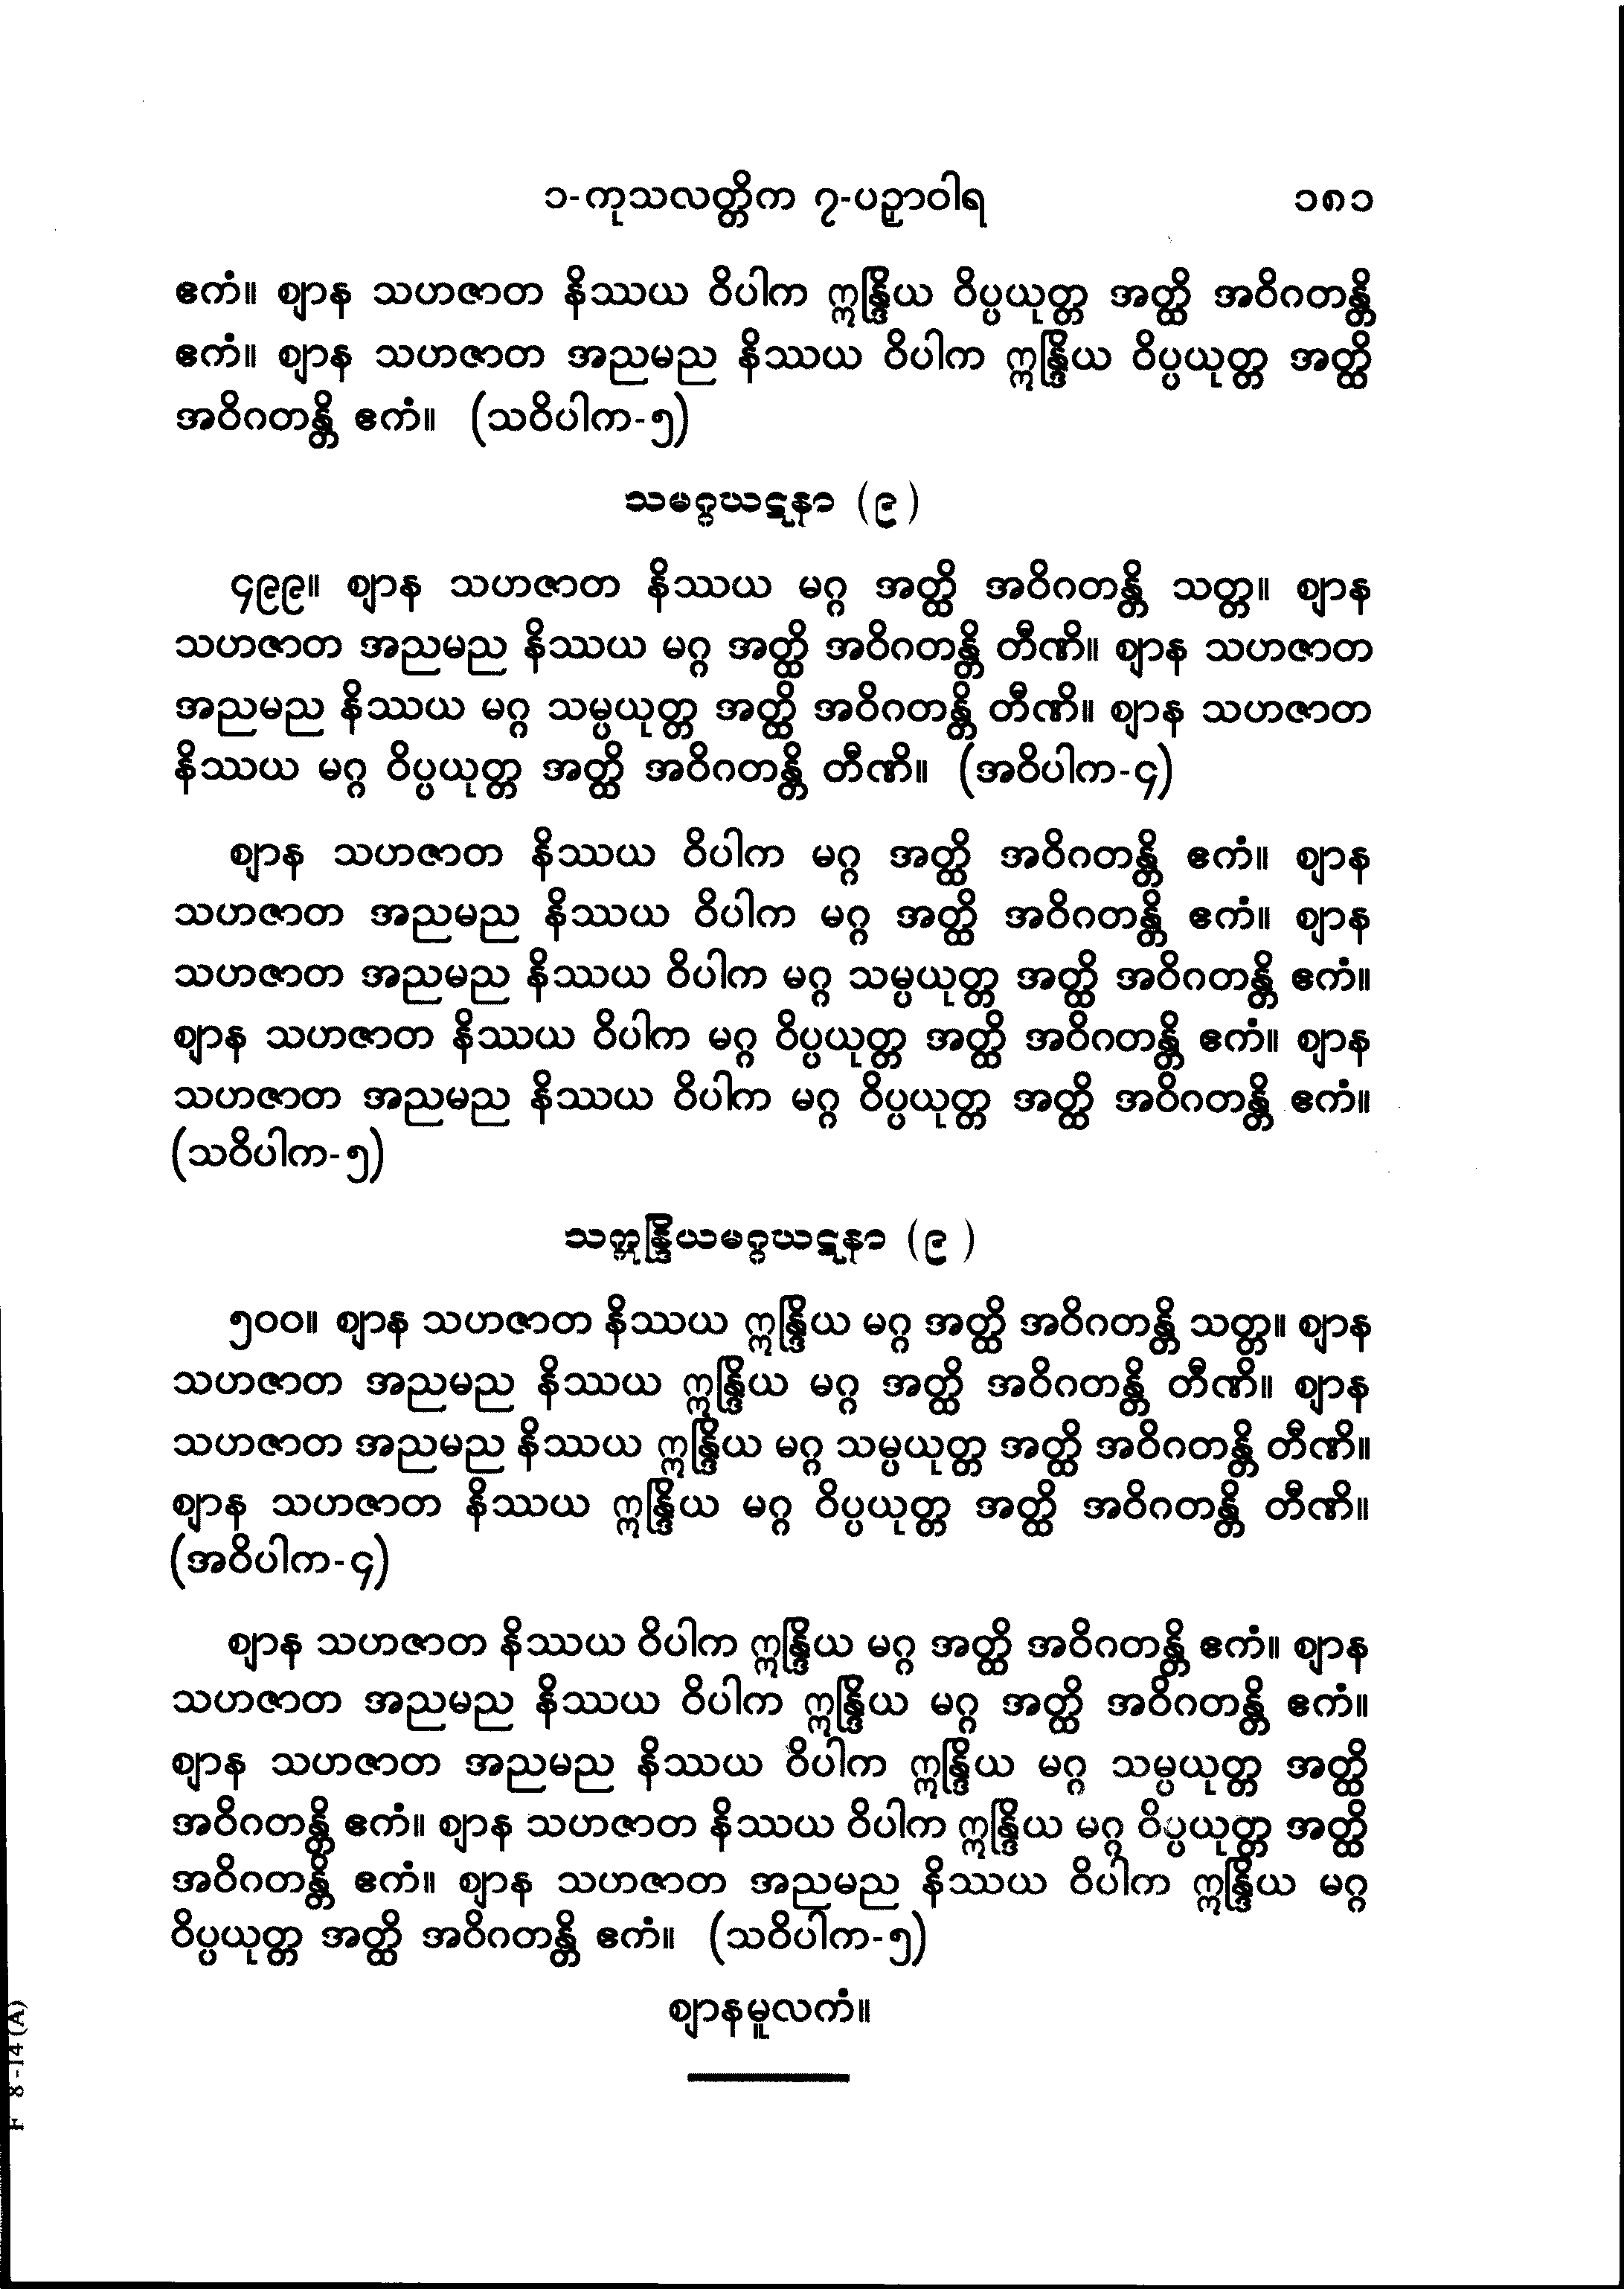 ၁-ကုသလတ္တိက ၇-ပဉှာဝါရ ၁၈၁
ဧကံ။ ဈာန သဟဇာတ နိဿယ ဝိပါက ဣန္ဒြိယ ဝိပ္ပယုတ္တ အတ္ထိ အဝိဂတန္တိ
ဧကံ။ ဈာန သဟဇာတ အညမည နိဿယ ဝိပါက ဣန္ဒြိယ ဝိပ္ပယုတ္တ အတ္ထိ
အဝိဂတန္တိ ဧကံ။ (သဝိပါက-၅)
သမဂ္ဂဃဋနာ (၉)
၄၉၉။ ဈာန သဟဇာတ နိဿယ မဂ္ဂ အတ္ထိ အဝိဂတန္တိ သတ္တ။ ဈာန
သဟဇာတ အညမည နိဿယ မဂ္ဂ အတ္ထိ အဝိဂတန္တိ တီဏိ။ ဈာန သဟဇာတ
အညမည နိဿယ မဂ္ဂ သမ္ပယုတ္တ အတ္ထိ အဝိဂတန္တိ တီဏိ။ ဈာန သဟဇာတ
နိဿယ မဂ္ဂ ဝိပ္ပယုတ္တ အတ္ထိ အဝိဂတန္တိ တီဏိ။ (အဝိပါက-၄)
ဈာန သဟဇာတ နိဿယ ဝိပါက မဂ္ဂ အတ္ထိ အဝိဂတန္တိ ဧကံ။ ဈာန
သဟဇာတ အညမည နိဿယ ဝိပါက မဂ္ဂ အတ္ထိ အဝိဂတန္တိ ဧကံ။ ဈာန
သဟဇာတ အညမည နိဿယ ဝိပါက မဂ္ဂ သမ္ပယုတ္တ အတ္ထိ အဝိဂတန္တိ ဧကံ။
ဈာန သဟဇာတ နိဿယ ဝိပါက မဂ္ဂ ဝိပ္ပယုတ္တ အတ္ထိ အဝိဂတန္တိ ဧကံ။ ဈာန
သဟဇာတ အညမည နိဿယ ဝိပါက မဂ္ဂ ဝိပ္ပယုတ္တ အတ္ထိ အဝိဂတန္တိ ဧကံ။
(သဝိပါက-၅)
သဣန္ဒြိယမဂ္ဂဃဋနာ (၉)
၅၀၀။ ဈာန သဟဇာတ နိဿယ ဣန္ဒြိယ မဂ္ဂ အတ္ထိ အဝိဂတန္တိ သတ္တ။ ဈာန
သဟဇာတ အညမည နိဿယ ဣန္ဒြိယ မဂ္ဂ အတ္ထိ အဝိဂတန္တိ တီဏိ။ ဈာန
သဟဇာတ အညမည နိဿယ ဣန္ဒြိယ မဂ္ဂ သမ္ပယုတ္တ အတ္ထိ အဝိဂတန္တိ တီဏိ။
ဈာန သဟဇာတ နိဿယ ဣန္ဒြိယ မဂ္ဂ ဝိပ္ပယုတ္တ အတ္ထိ အဝိဂတန္တိ တီဏိ။
(အဝိပါက-၄)
ဈာန သဟဇာတ နိဿယ ဝိပါက ဣန္ဒြိယ မဂ္ဂ အတ္ထိ အဝိဂတန္တိ ဧကံ။ ဈာန
သဟဇာတ အညမည နိဿယ ဝိပါက ဣန္ဒြိယ မဂ္ဂ အတ္ထိ အဝိဂတန္တိ ဧကံ။
ဈာန သဟဇာတ အညမည နိဿယ ဝိပါက ဣန္ဒြိယ မဂ္ဂ သမ္ပယုတ္တ အတ္ထိ
အဝိဂတန္တိ ဧကံ။ ဈာန သဟဇာတ နိဿယ ဝိပါက ဣန္ဒြိယ မဂ္ဂ ဝိပ္ပယုတ္တ အတ္ထိ
အဝိဂတန္တိ ဧကံ။ ဈာန သဟဇာတ အညမည နိဿယ ဝိပါက ဣန္ဒြိယ မဂ္ဂ
ဝိပ္ပယုတ္တ အတ္ထိ အဝိဂတန္တိ ဧကံ။ (သဝိပါက-၅)
ဈာနမူလကံ။
F 8-14(A)